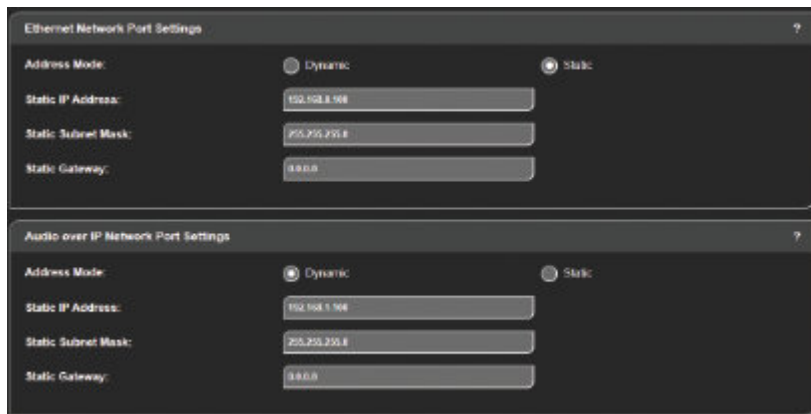 Ethernet Network Port Settings ?
Address Mode: Dynamic Static
Static IP Address: 192.168.0.100
Static Subnet Mask: 255.255.255.0
Static Gateway: 0.0.0.0
Audio over IP Network Port Settings ?
Address Mode: Dynamic Static
Static IP Address: 192.168.1.100
Static Subnet Mask: 255.255.255.0
Static Gateway: 0.0.0.0